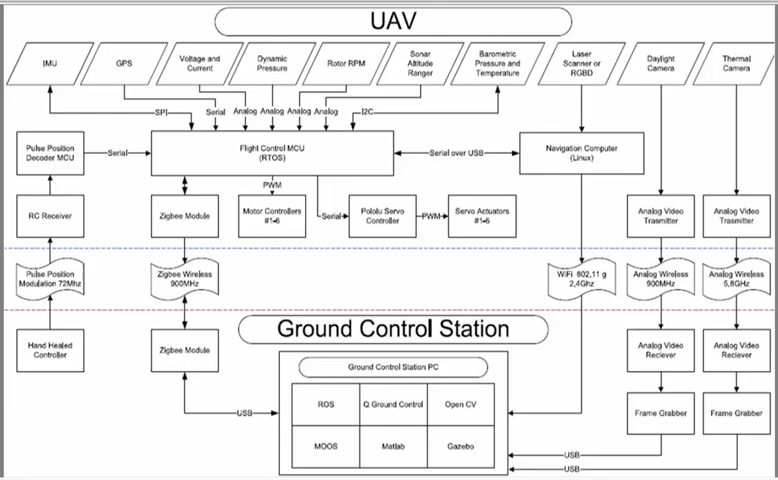 UAV
IMU
GPS
Voltage and
Current
Dynamic
Pressure
Rotor RPM
Sonar
Altitude
Ranger
Barometric
Pressure and
Temperature
Laser
Scanner or
RGBD
Daylight
Camera
Thermal
Camera
SPI
Serial
Analog
Analog
Analog
Analog
I2C
Pulse Position
Decoder MCU
Serial
Flight Control MCU
(RTOS)
Serial over USB
Navigation Computer
(Linux)
PWM
RC Receiver
Zigbee Module
Motor Controllers
#1-6
Serial
Pololu Servo
Controller
PWM
Servo Actuators
#1-6
Analog Video
Trasmitter
Analog Video
Trasmitter
Pulse Position
Modulation 72Mhz
Zigbee Wireless
900MHz
WiFi 802,11 g
2,4Ghz
Analog Wireless
900MHz
Analog Wireless
5,8GHz
Ground Control Station
Hand Healed
Controller
Zigbee Module
Analog Video
Reciever
Analog Video
Reciever
Ground Control Station PC
ROS
Q Ground Control
Open CV
USB
Frame Grabber
Frame Grabber
MOOS
Matlab
Gazebo
USB
USB